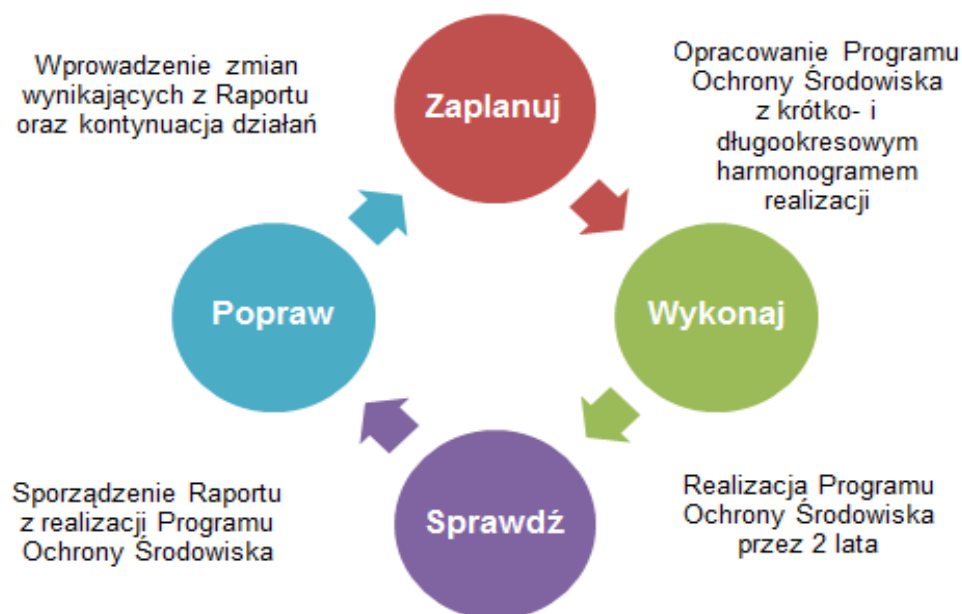 Zaplanuj
Opracowanie Programu
Ochrony Środowiska
z krótko- i
długookresowym
harmonogramem
realizacji
Wykonaj
Realizacja Programu
Ochrony Środowiska
przez 2 lata
Sprawdź
Sporządzenie Raportu
z realizacji Programu
Ochrony Środowiska
Popraw
Wprowadzenie zmian
wynikających z Raportu
oraz kontynuacja działań